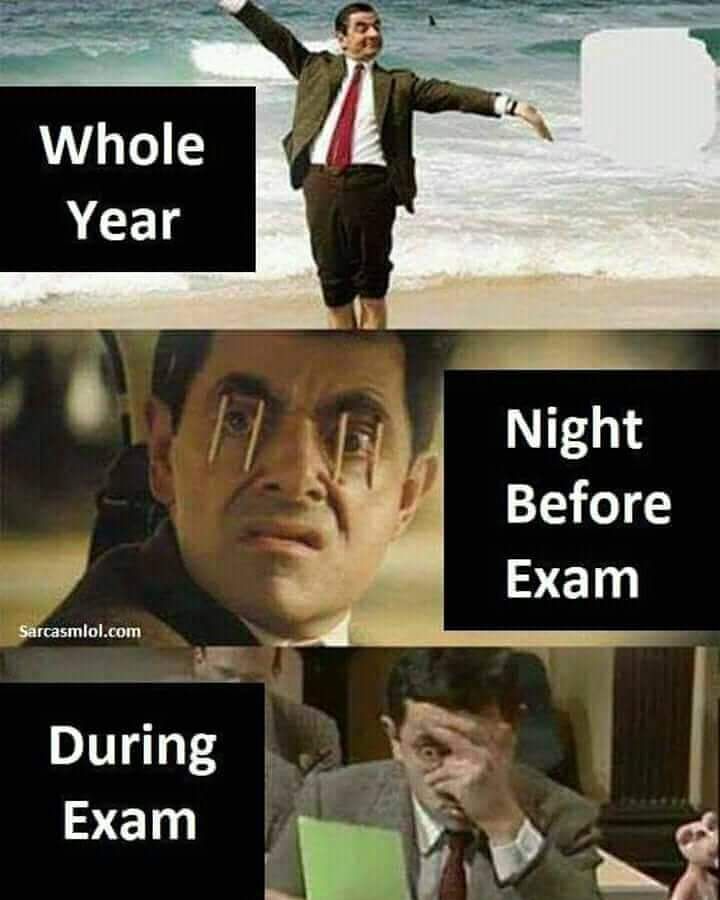 Whole
Year
Night
Before
Exam
Sarcasmlol.com
During
Exam